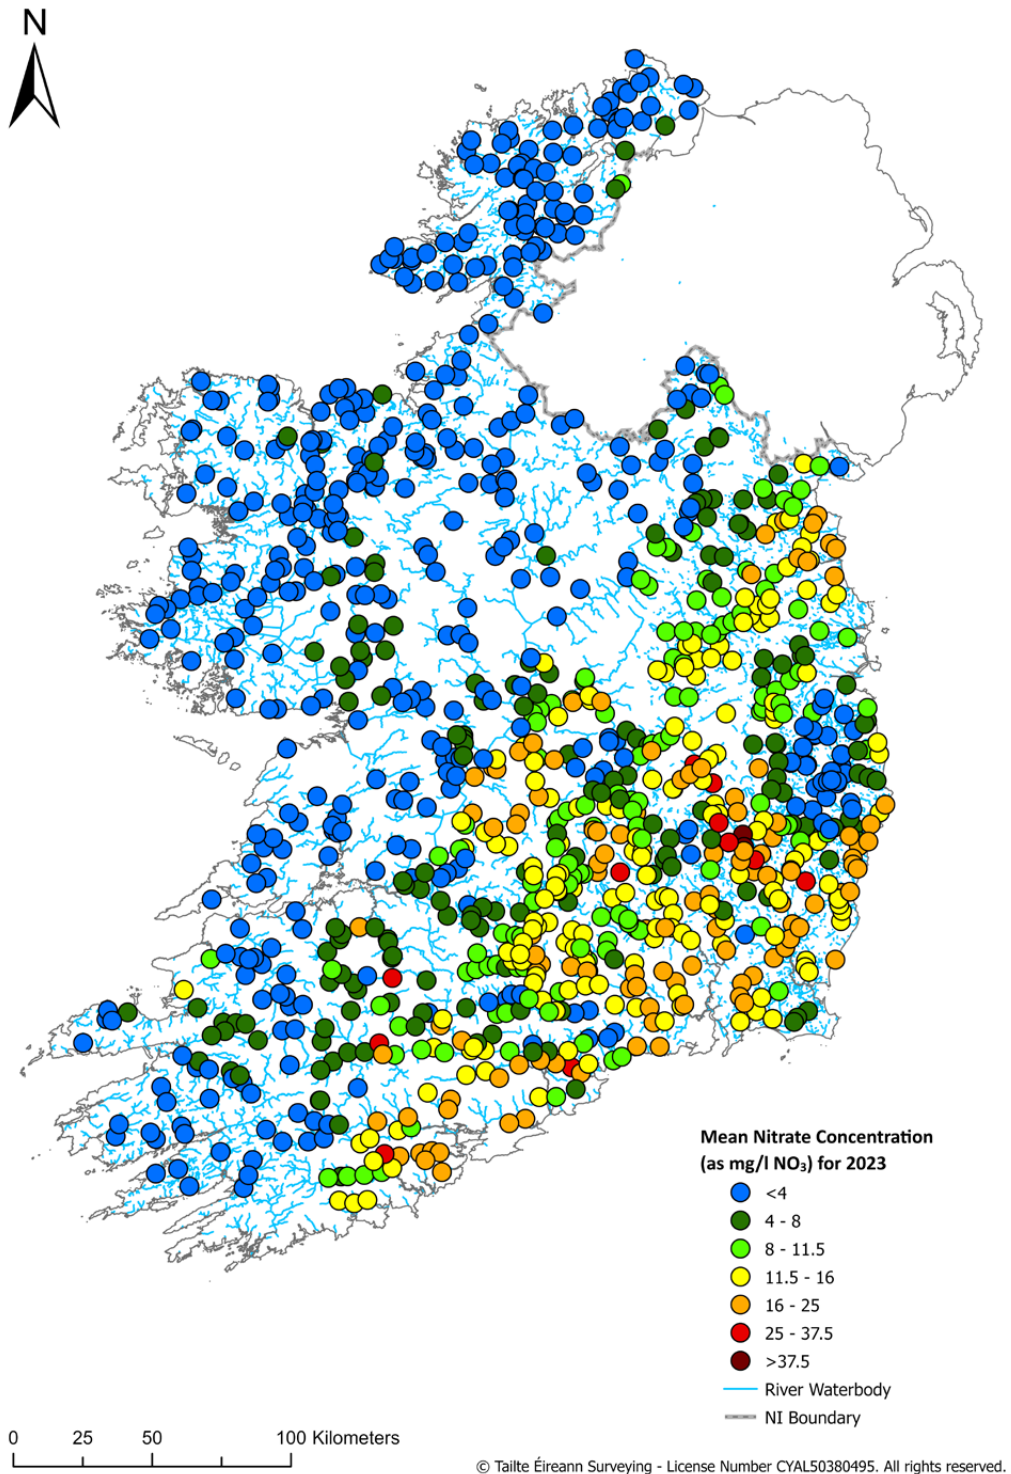 N
Mean Nitrate Concentration
(as mg/l NO₃) for 2023
<4
4 - 8
8 - 11.5
11.5 - 16
16 - 25
25 - 37.5
>37.5
River Waterbody
NI Boundary
0 25 50 100 Kilometers
© Tailte Éireann Surveying - License Number CYAL50380495. All rights reserved.